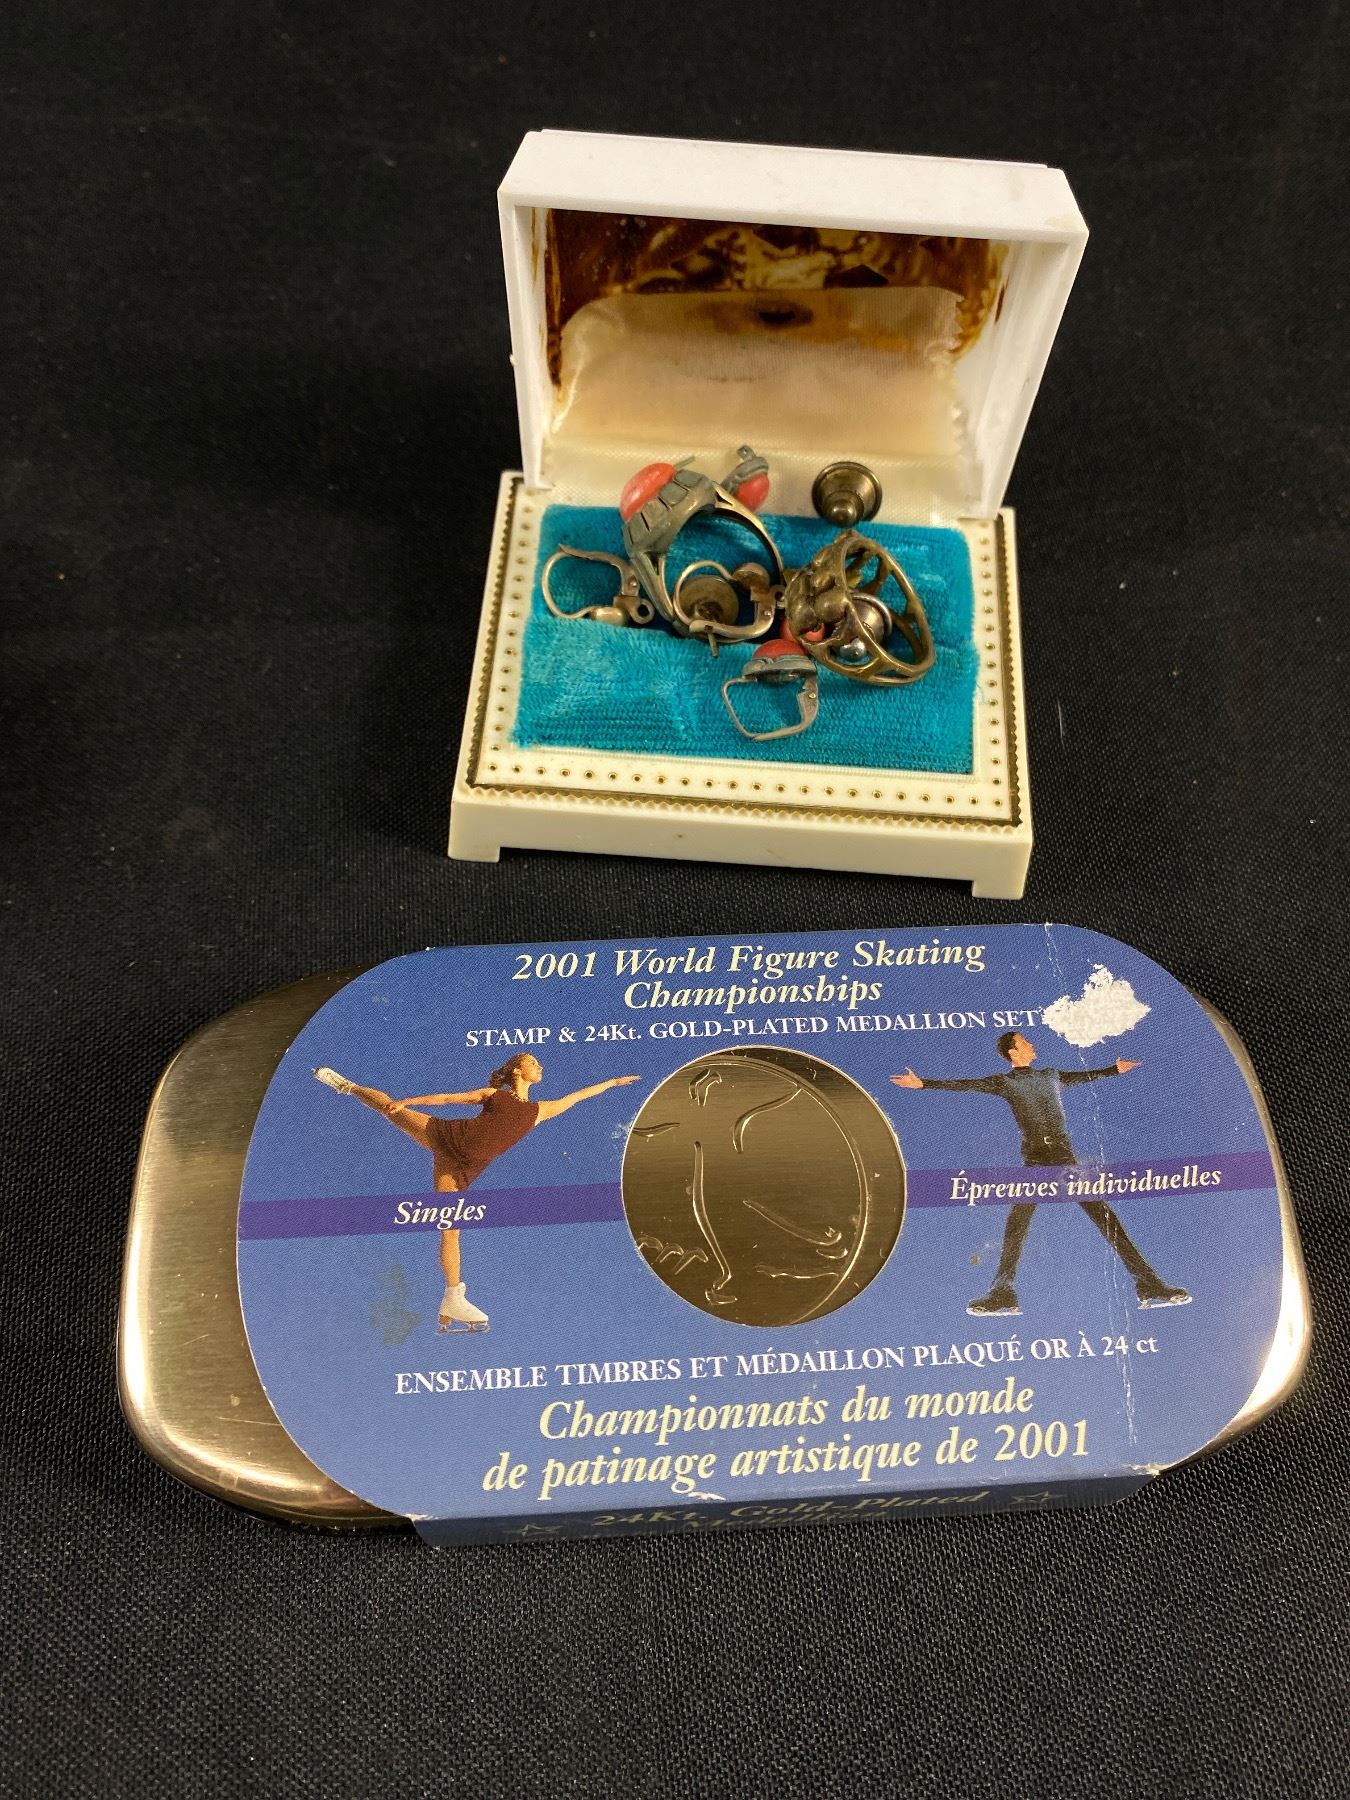 2001 World Figure Skating
Championships
STAMP & 24Kt. GOLD-PLATED MEDALLION SET
Singles
Épreuves individuelles
ENSEMBLE TIMBRES ET MÉDAILLON PLAQUÉ OR À 24 ct
Championnats du monde
de patinage artistique de 2001
24Kt. Gold-Plated
Medallion